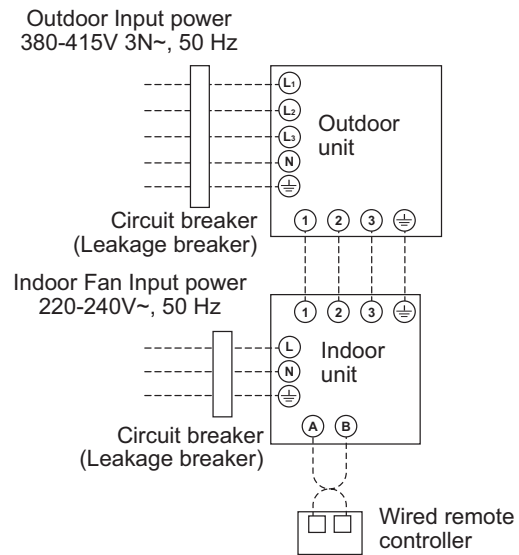 Outdoor Input power
380-415V 3N~, 50 Hz
L1
L2
L3
N
Outdoor
unit
1 2 3
Circuit breaker
(Leakage breaker)
Indoor Fan Input power
220-240V~, 50 Hz
1 2 3
L
N
Indoor
unit
A B
Circuit breaker
(Leakage breaker)
Wired remote
controller